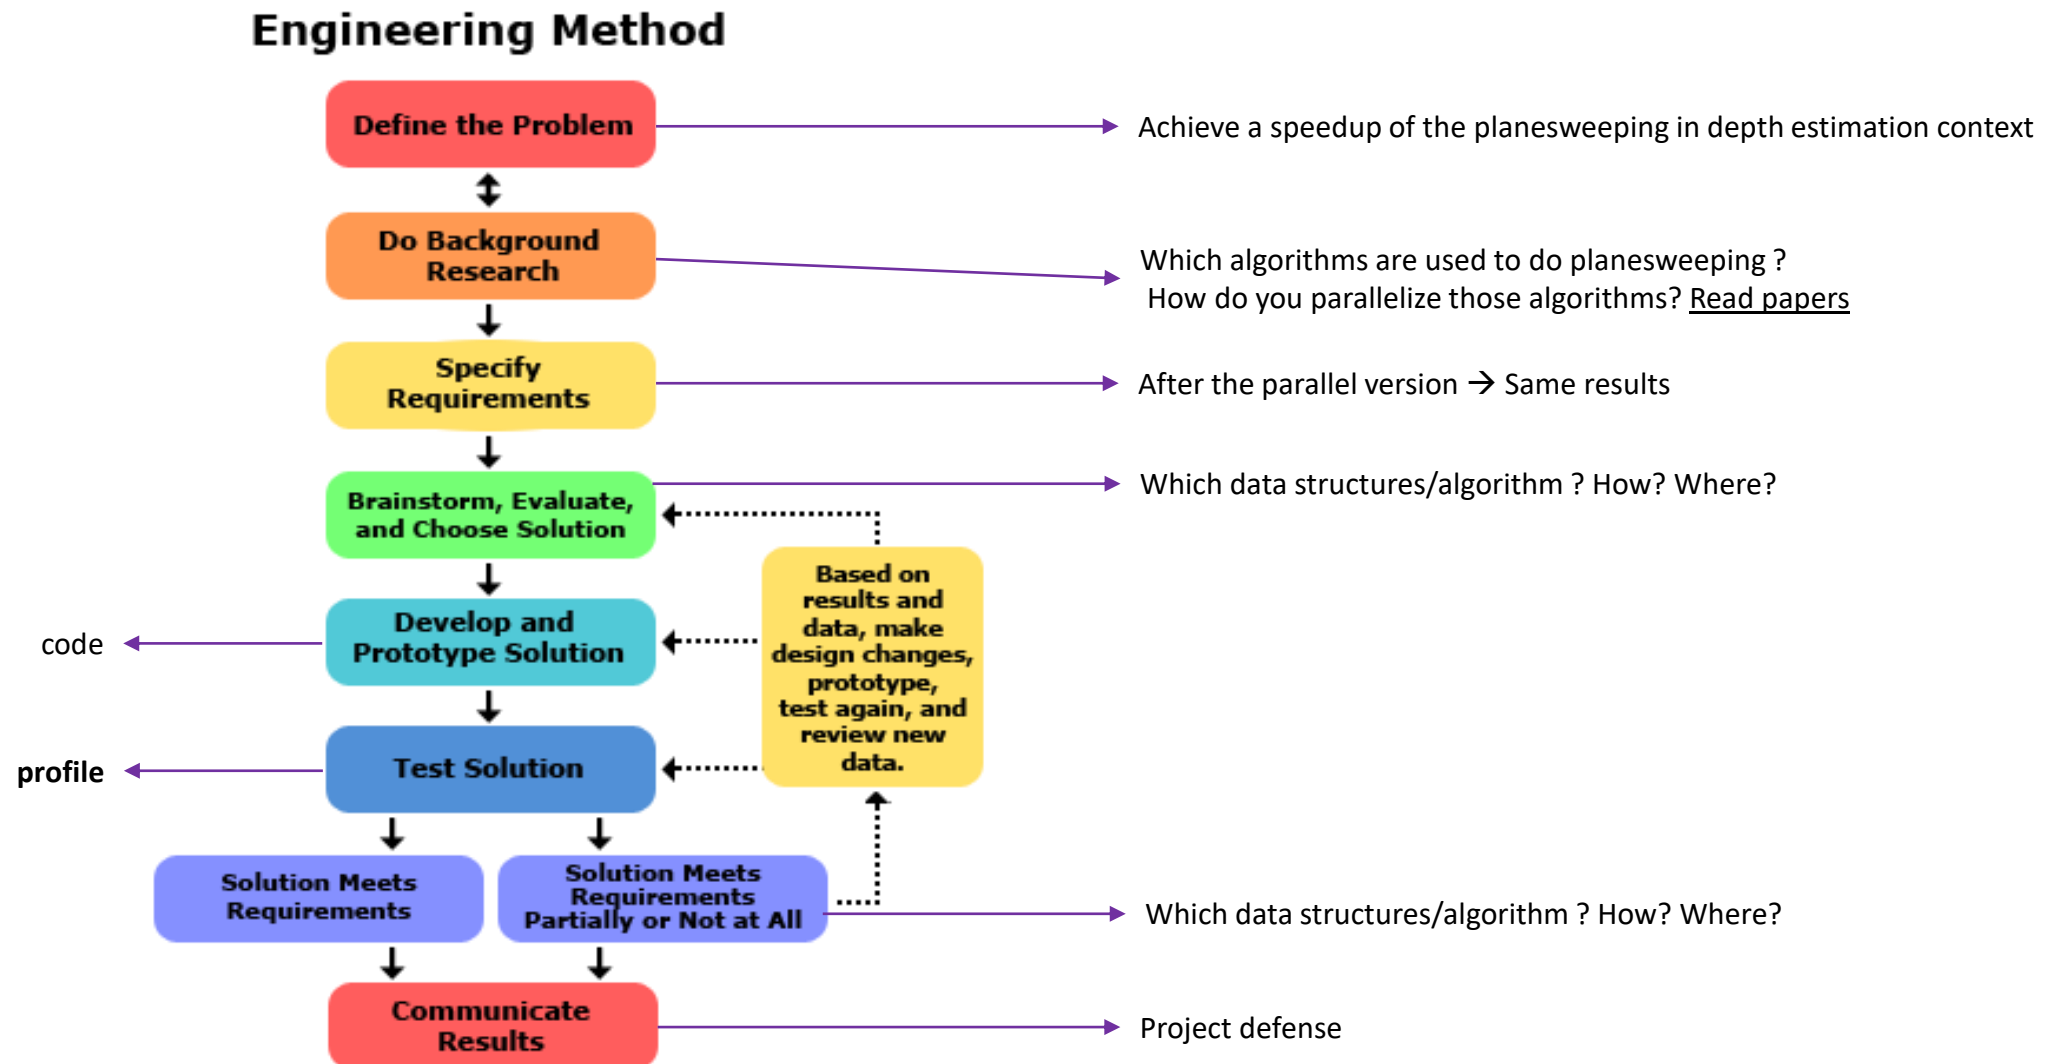 Engineering Method
Define the Problem
Achieve a speedup of the planesweeping in depth estimation context
Do Background
Research
Which algorithms are used to do planesweeping ?
How do you parallelize those algorithms? Read papers
Specify
Requirements
After the parallel version → Same results
Brainstorm, Evaluate,
and Choose Solution
Which data structures/algorithm ? How? Where?
Based on
results and
data, make
design changes,
prototype,
test again, and
review new
data.
code
Develop and
Prototype Solution
profile
Test Solution
Solution Meets
Requirements
Solution Meets
Requirements
Partially or Not at All
Which data structures/algorithm ? How? Where?
Communicate
Results
Project defense